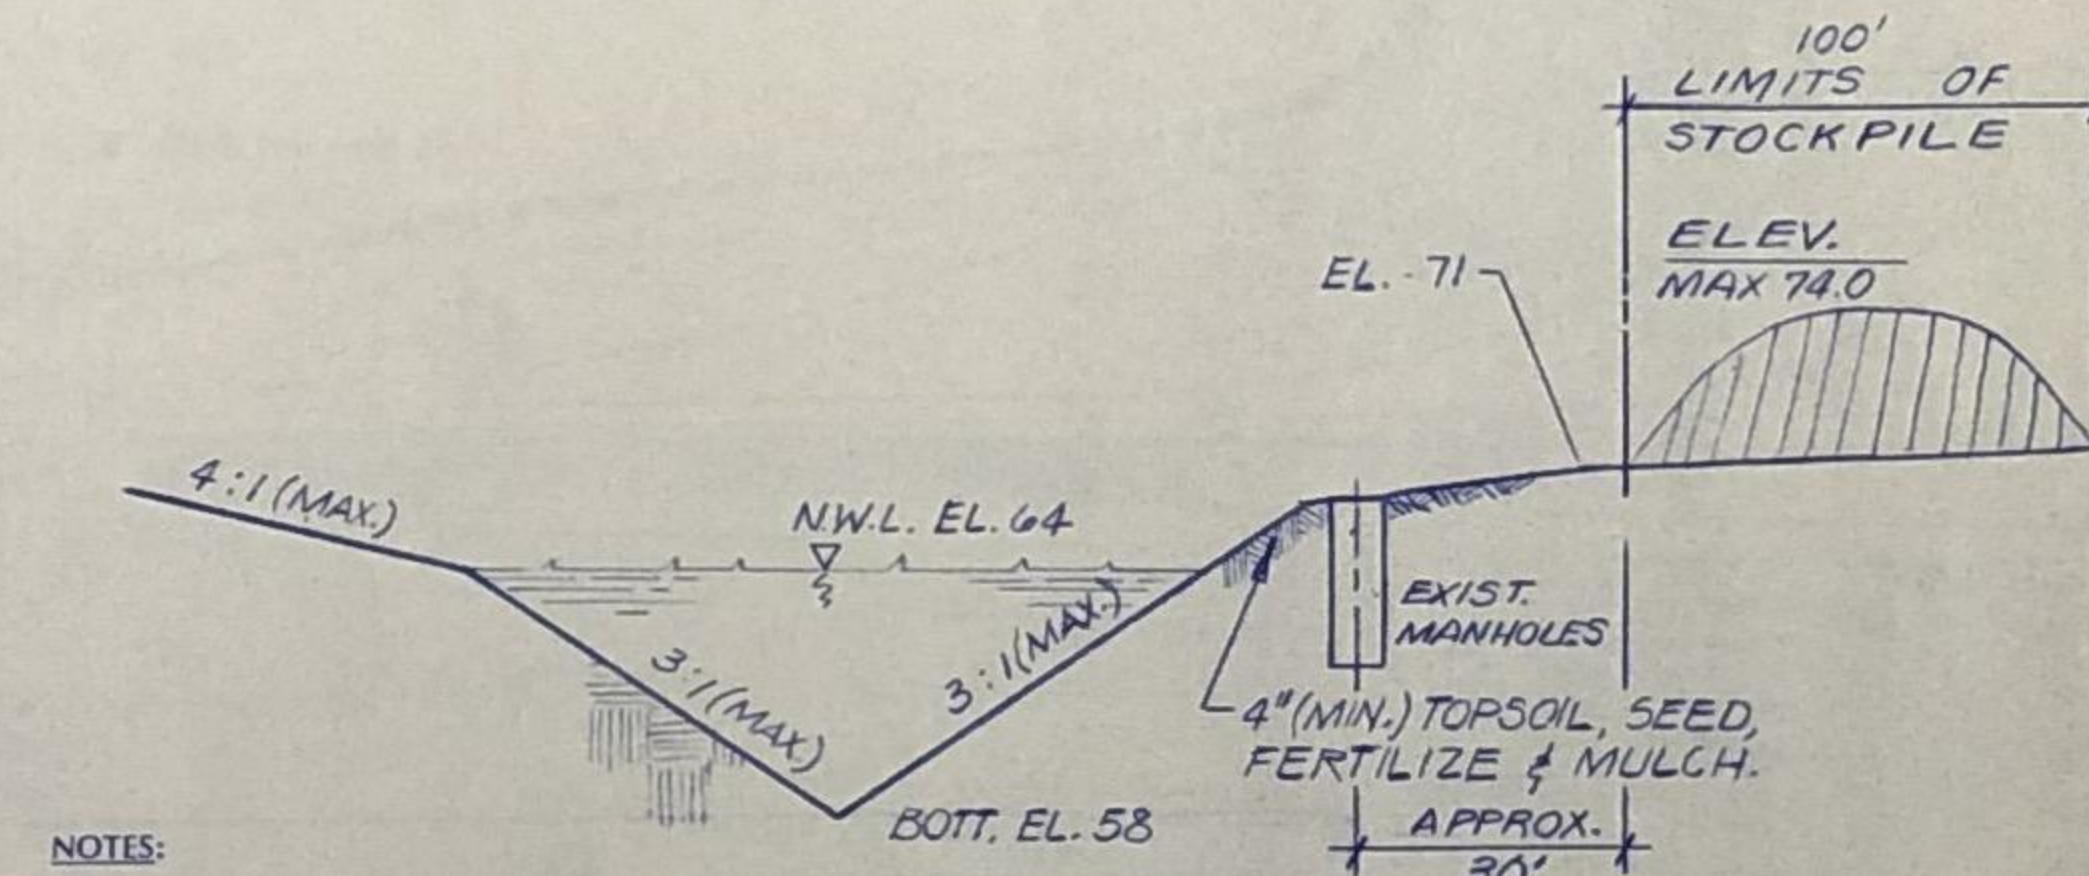 100'
LIMITS OF
STOCKPILE
ELEV.
MAX 74.0
EL. - 71
4:1 (MAX.)
N.W.L. EL. 64
3:1 (MAX.)
3:1 (MAX.)
EXIST.
MANHOLES
4" (MIN.) TOPSOIL, SEED,
FERTILIZE & MULCH.
BOTT. EL. 58
APPROX.
30'
NOTES: